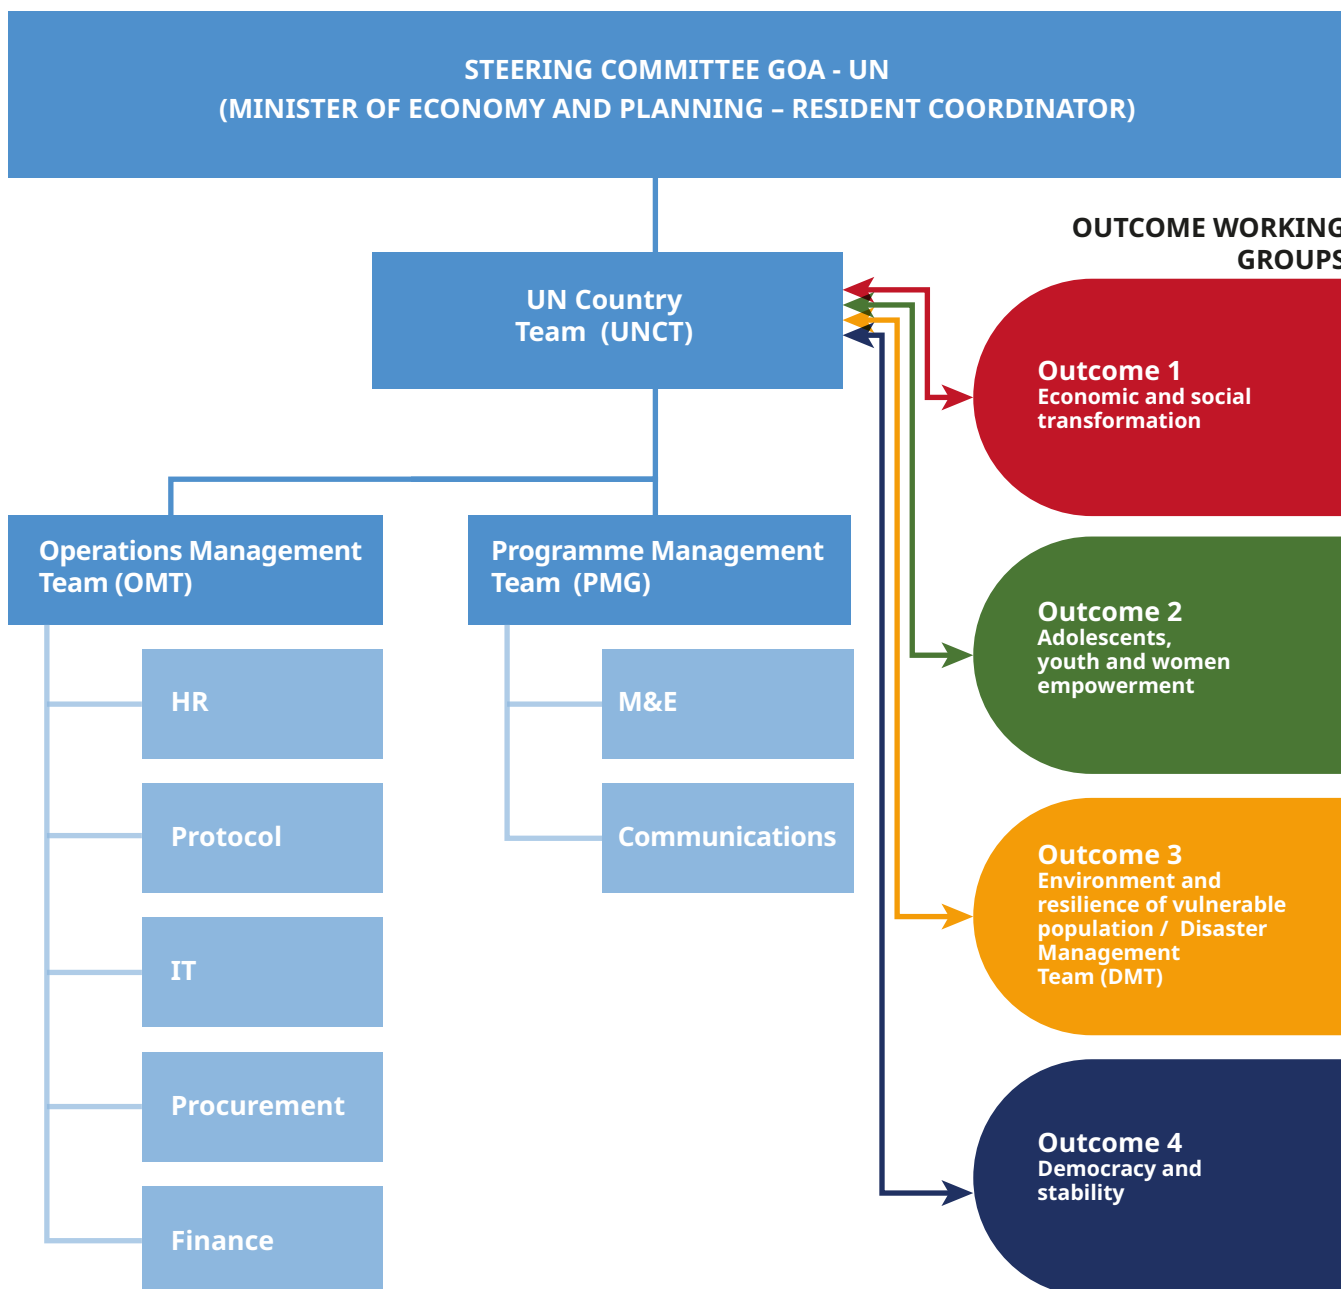 STEERING COMMITTEE GOA - UN
(MINISTER OF ECONOMY AND PLANNING – RESIDENT COORDINATOR)
UN Country
Team (UNCT)
Operations Management
Team (OMT)
HR
Protocol
IT
Procurement
Finance
Programme Management
Team (PMG)
M&E
Communications
OUTCOME WORKING
GROUPS
Outcome 1
Economic and social
transformation
Outcome 2
Adolescents,
youth and women
empowerment
Outcome 3
Environment and
resilience of vulnerable
population / Disaster
Management
Team (DMT)
Outcome 4
Democracy and
stability